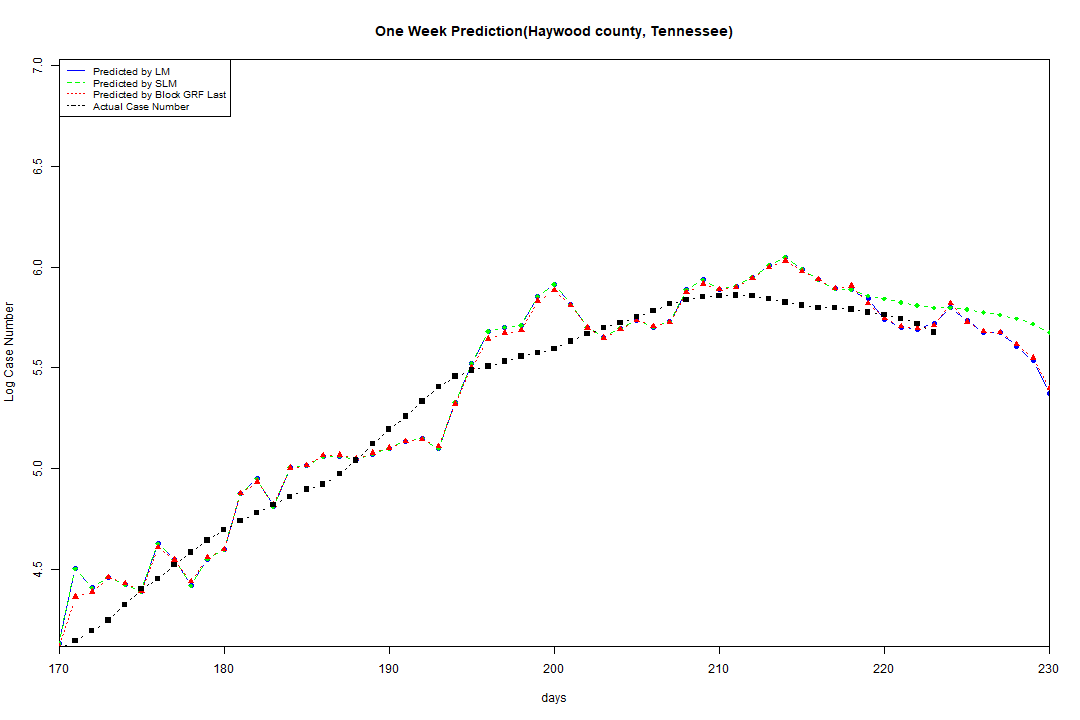 One Week Prediction(Haywood county, Tennessee)
Predicted by LM
Predicted by SLM
Predicted by Block GRF Last
Actual Case Number
7.0
6.5
6.0
5.5
5.0
4.5
Log Case Number
170 180 190 200 210 220 230
days